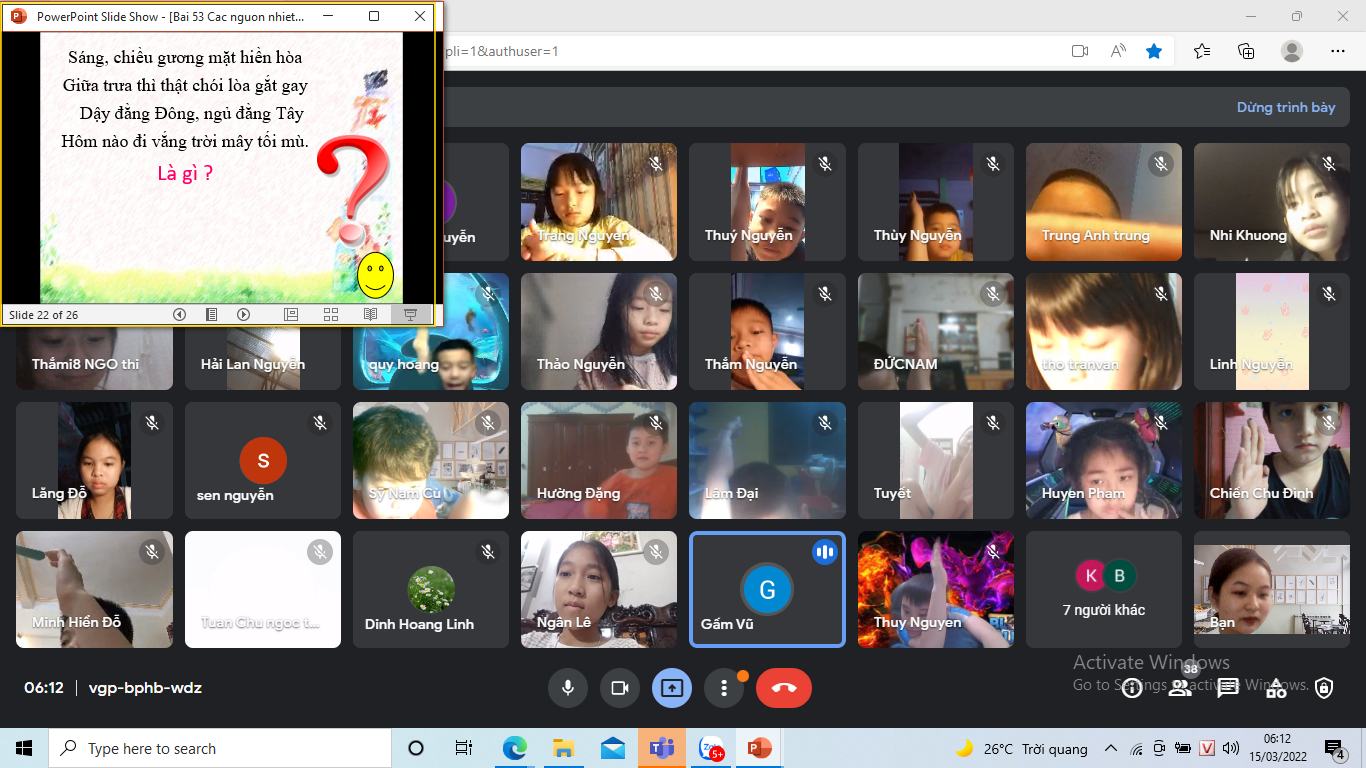 PowerPoint Slide Show - [Bai 53 Cac nguon nhiet...
Sáng, chiều gương mặt hiền hòa
Giữa trưa thì thật chói lòa gắt gay
Dậy đằng Đông, ngủ đằng Tây
Hôm nào đi vắng trời mây tối mù.
Là gì ?
Slide 22 of 26
pli=1&authuser=1
Dừng trình bày
uyễn
Trang Nguyen
Thuý Nguyễn
Thùy Nguyễn
Trung Anh trung
Nhi Khuong
Thắmi8 NGO thi
Hải Lan Nguyễn
quy hoang
Thảo Nguyễn
Thắm Nguyễn
ĐỨCNAM
tho tranvan
Linh Nguyễn
Lăng Đỗ
S
sen nguyễn
Sỹ Nam Cù
Hường Đặng
Lâm Đại
Tuyết
Huyen Pham
Chiến Chu Đình
Minh Hiển Đỗ
Tuan Chu ngoc t...
Dinh Hoang Linh
Ngân Lê
G
Gấm Vũ
Thuy Nguyen
K B
7 người khác
Bạn
Activate Windows
Go to Settings to activate Windows.
06:12 | vgp-bphb-wdz
38
Type here to search
Zalo
5+
26°C Trời quang
V
06:12
15/03/2022
4